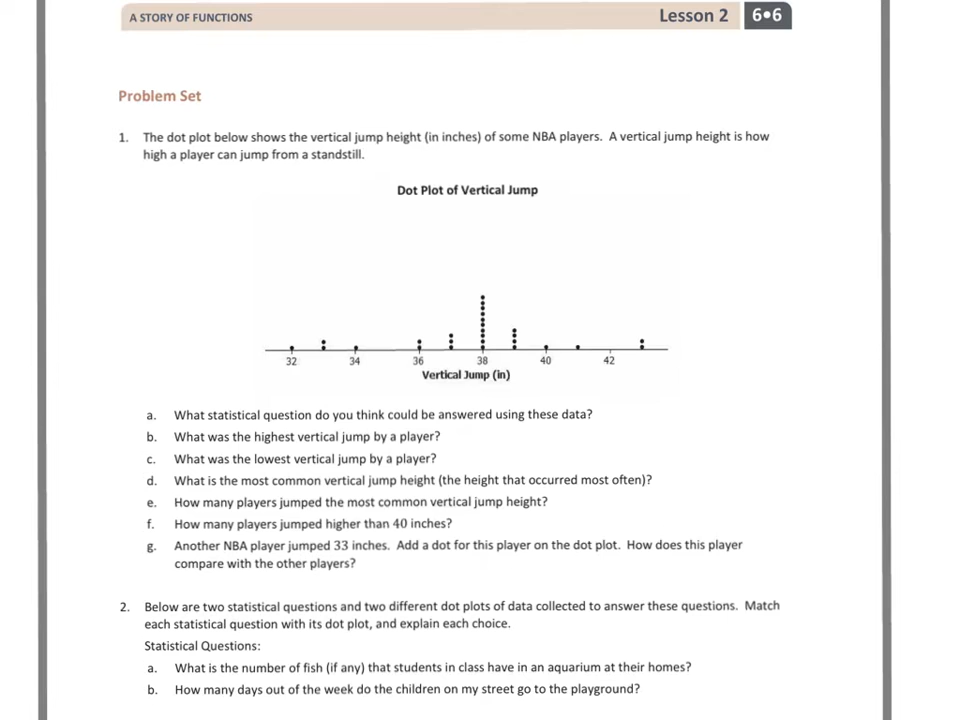 A STORY OF FUNCTIONS
Lesson 2
6•6
Problem Set
1. The dot plot below shows the vertical jump height (in inches) of some NBA players. A vertical jump height is how
high a player can jump from a standstill.
Dot Plot of Vertical Jump
32 34 36 38 40 42
Vertical Jump (in)
a. What statistical question do you think could be answered using these data?
b. What was the highest vertical jump by a player?
c. What was the lowest vertical jump by a player?
d. What is the most common vertical jump height (the height that occurred most often)?
e. How many players jumped the most common vertical jump height?
f. How many players jumped higher than 40 inches?
g. Another NBA player jumped 33 inches. Add a dot for this player on the dot plot. How does this player
compare with the other players?
2. Below are two statistical questions and two different dot plots of data collected to answer these questions. Match
each statistical question with its dot plot, and explain each choice.
Statistical Questions:
a. What is the number of fish (if any) that students in class have in an aquarium at their homes?
b. How many days out of the week do the children on my street go to the playground?